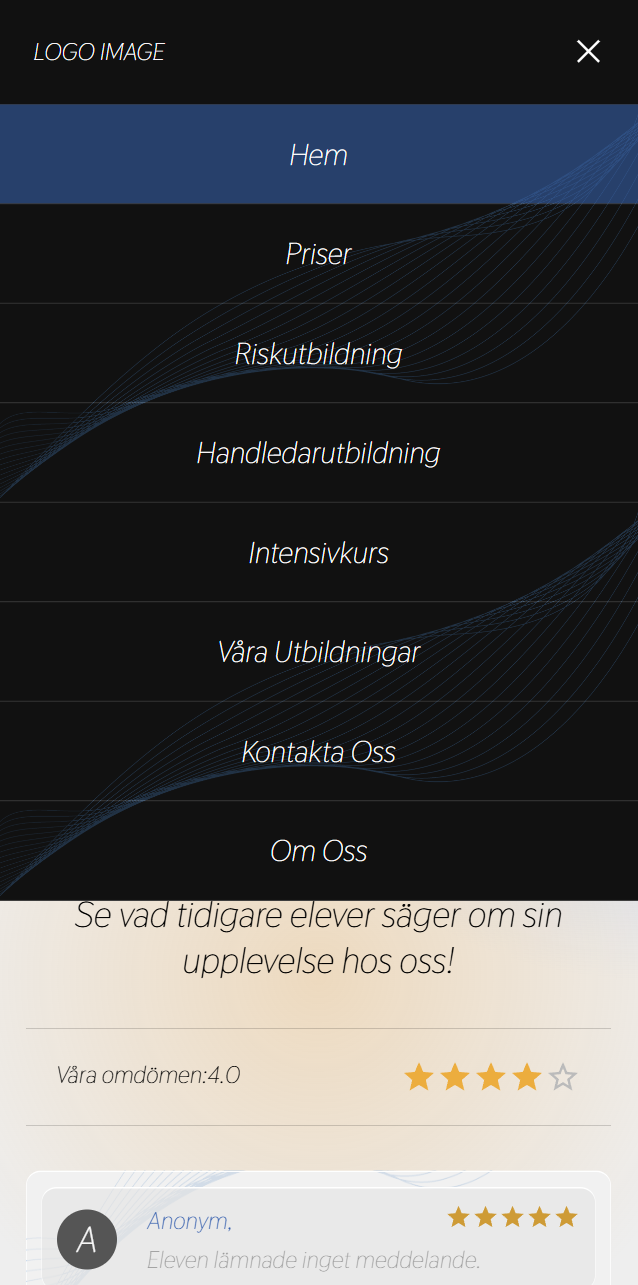 LOGO IMAGE
Hem
Priser
Riskutbildning
Handledarutbildning
Intensivkurs
Våra Utbildningar
Kontakta Oss
Om Oss
Se vad tidigare elever säger om sin
upplevelse hos oss!
Våra omdömen:4.0
A
Anonym,
Eleven lämnade inget meddelande.